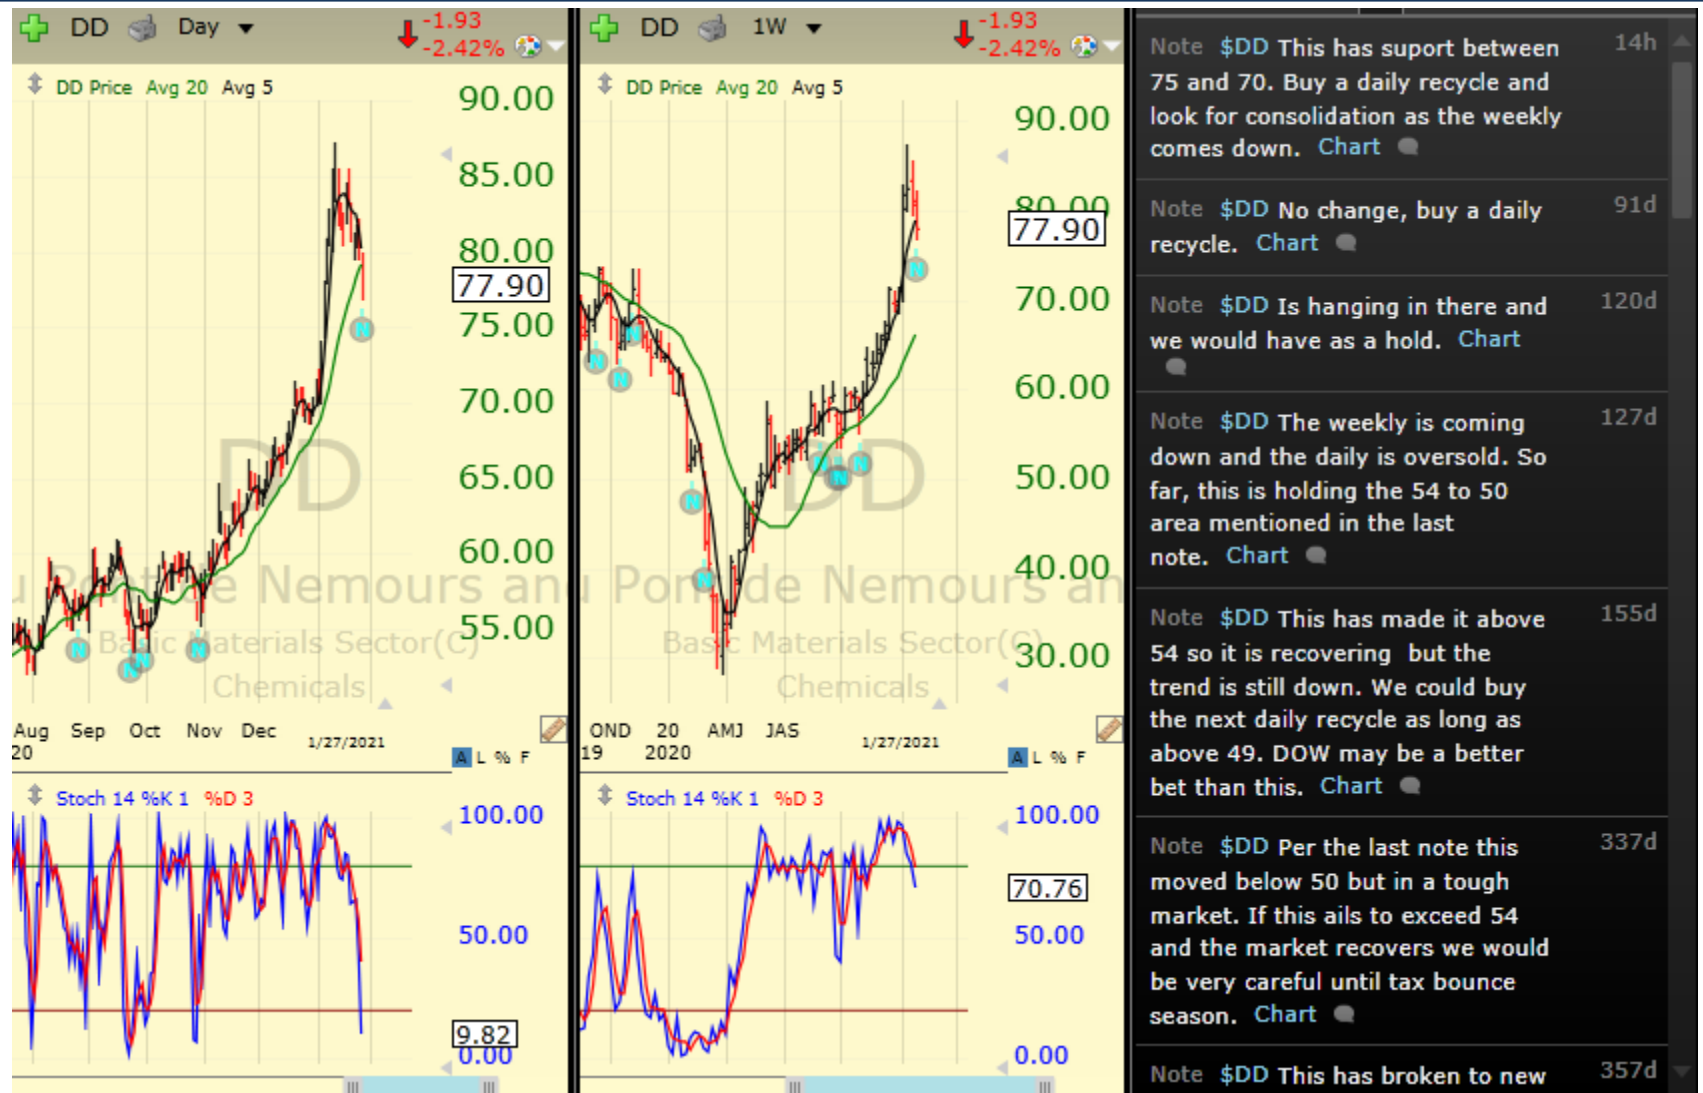 DD Day -1.93
-2.42%
DD Price Avg 20 Avg 5
90.00
85.00
80.00
77.90
75.00
70.00
65.00
60.00
55.00
N
N
N
N
N
DD
de Nemours an
Basic Materials Sector(C)
Chemicals
Aug Sep Oct Nov Dec 1/27/2021
20
A L % F
Stoch 14 %K 1 %D 3
100.00
50.00
9.82
0.00
DD 1W -1.93
-2.42%
DD Price Avg 20 Avg 5
90.00
80.00
77.90
70.00
60.00
50.00
40.00
30.00
N
N
N
N
N
N
N
N
N
DD
de Nemours an
Basic Materials Sector(C)
Chemicals
OND 20 AMJ JAS 1/27/2021
19 2020
A L % F
Stoch 14 %K 1 %D 3
100.00
70.76
50.00
0.00
Note $DD This has suport between 14h
75 and 70. Buy a daily recycle and
look for consolidation as the weekly
comes down. Chart
Note $DD No change, buy a daily 91d
recycle. Chart
Note $DD Is hanging in there and 120d
we would have as a hold. Chart
Note $DD The weekly is coming 127d
down and the daily is oversold. So
far, this is holding the 54 to 50
area mentioned in the last
note. Chart
Note $DD This has made it above 155d
54 so it is recovering but the
trend is still down. We could buy
the next daily recycle as long as
above 49. DOW may be a better
bet than this. Chart
Note $DD Per the last note this 337d
moved below 50 but in a tough
market. If this ails to exceed 54
and the market recovers we would
be very careful until tax bounce
season. Chart
Note $DD This has broken to new 357d